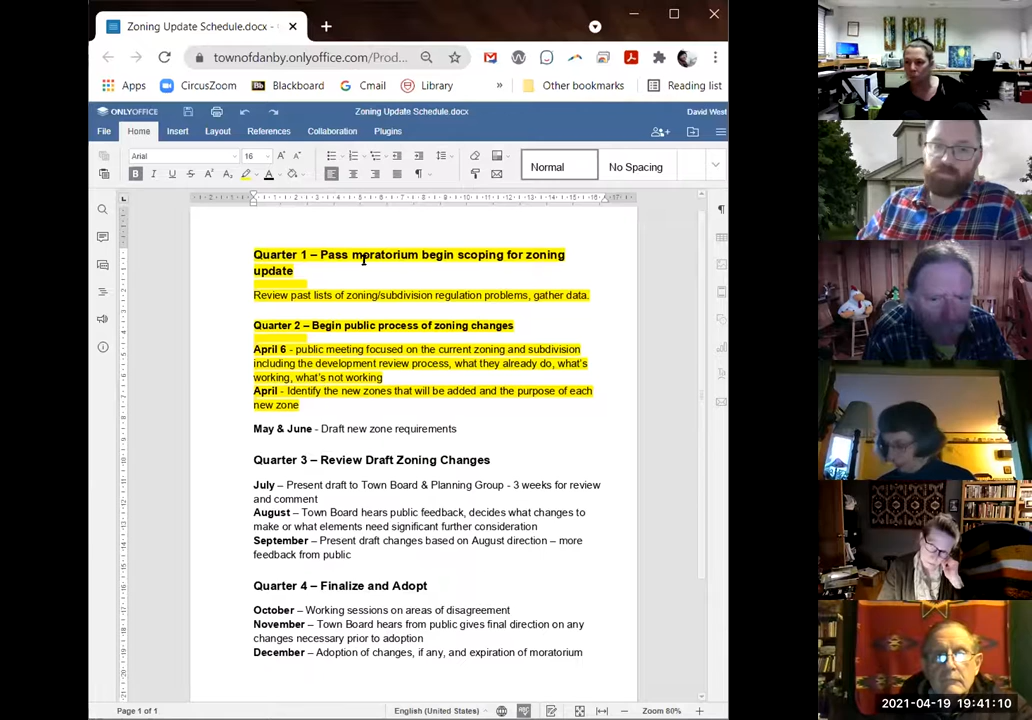 Zoning Update Schedule.docx -
townofdanby.onlyoffice.com/Prod...
Apps
Zoom
CircusZoom
Bb
Blackboard
Gmail
Library
»
Other bookmarks
Reading list
ONLYOFFICE
Zoning Update Schedule.docx
David West
File
Home
Insert
Layout
References
Collaboration
Plugins
Arial
16
Normal
No Spacing
Quarter 1 – Pass moratorium begin scoping for zoning
update
Review past lists of zoning/subdivision regulation problems, gather data.
Quarter 2 – Begin public process of zoning changes
April 6 - public meeting focused on the current zoning and subdivision
including the development review process, what they already do, what's
working, what's not working
April - Identify the new zones that will be added and the purpose of each
new zone
May & June - Draft new zone requirements
Quarter 3 – Review Draft Zoning Changes
July – Present draft to Town Board & Planning Group - 3 weeks for review
and comment
August – Town Board hears public feedback, decides what changes to
make or what elements need significant further consideration
September – Present draft changes based on August direction – more
feedback from public
Quarter 4 – Finalize and Adopt
October – Working sessions on areas of disagreement
November – Town Board hears from public gives final direction on any
changes necessary prior to adoption
December – Adoption of changes, if any, and expiration of moratorium
Page 1 of 1
English (United States)
Zoom 80%
2021-04-19 19:41:10